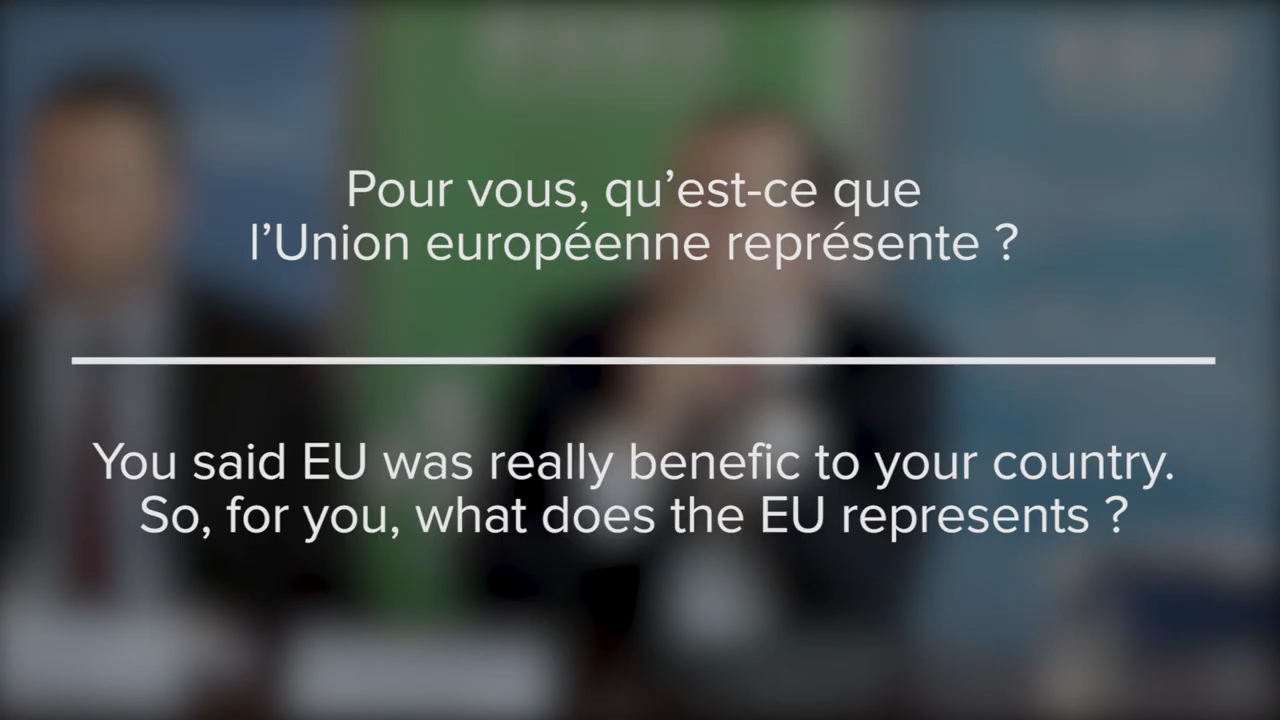 Pour vous, qu’est-ce que
l’Union européenne représente ?
You said EU was really benefic to your country.
So, for you, what does the EU represents ?